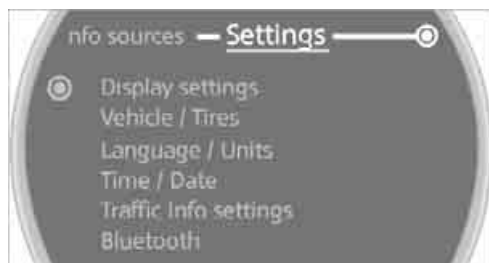 nfo sources Settings
Display settings
Vehicle / Tires
Language / Units
Time / Date
Traffic Info settings
Bluetooth